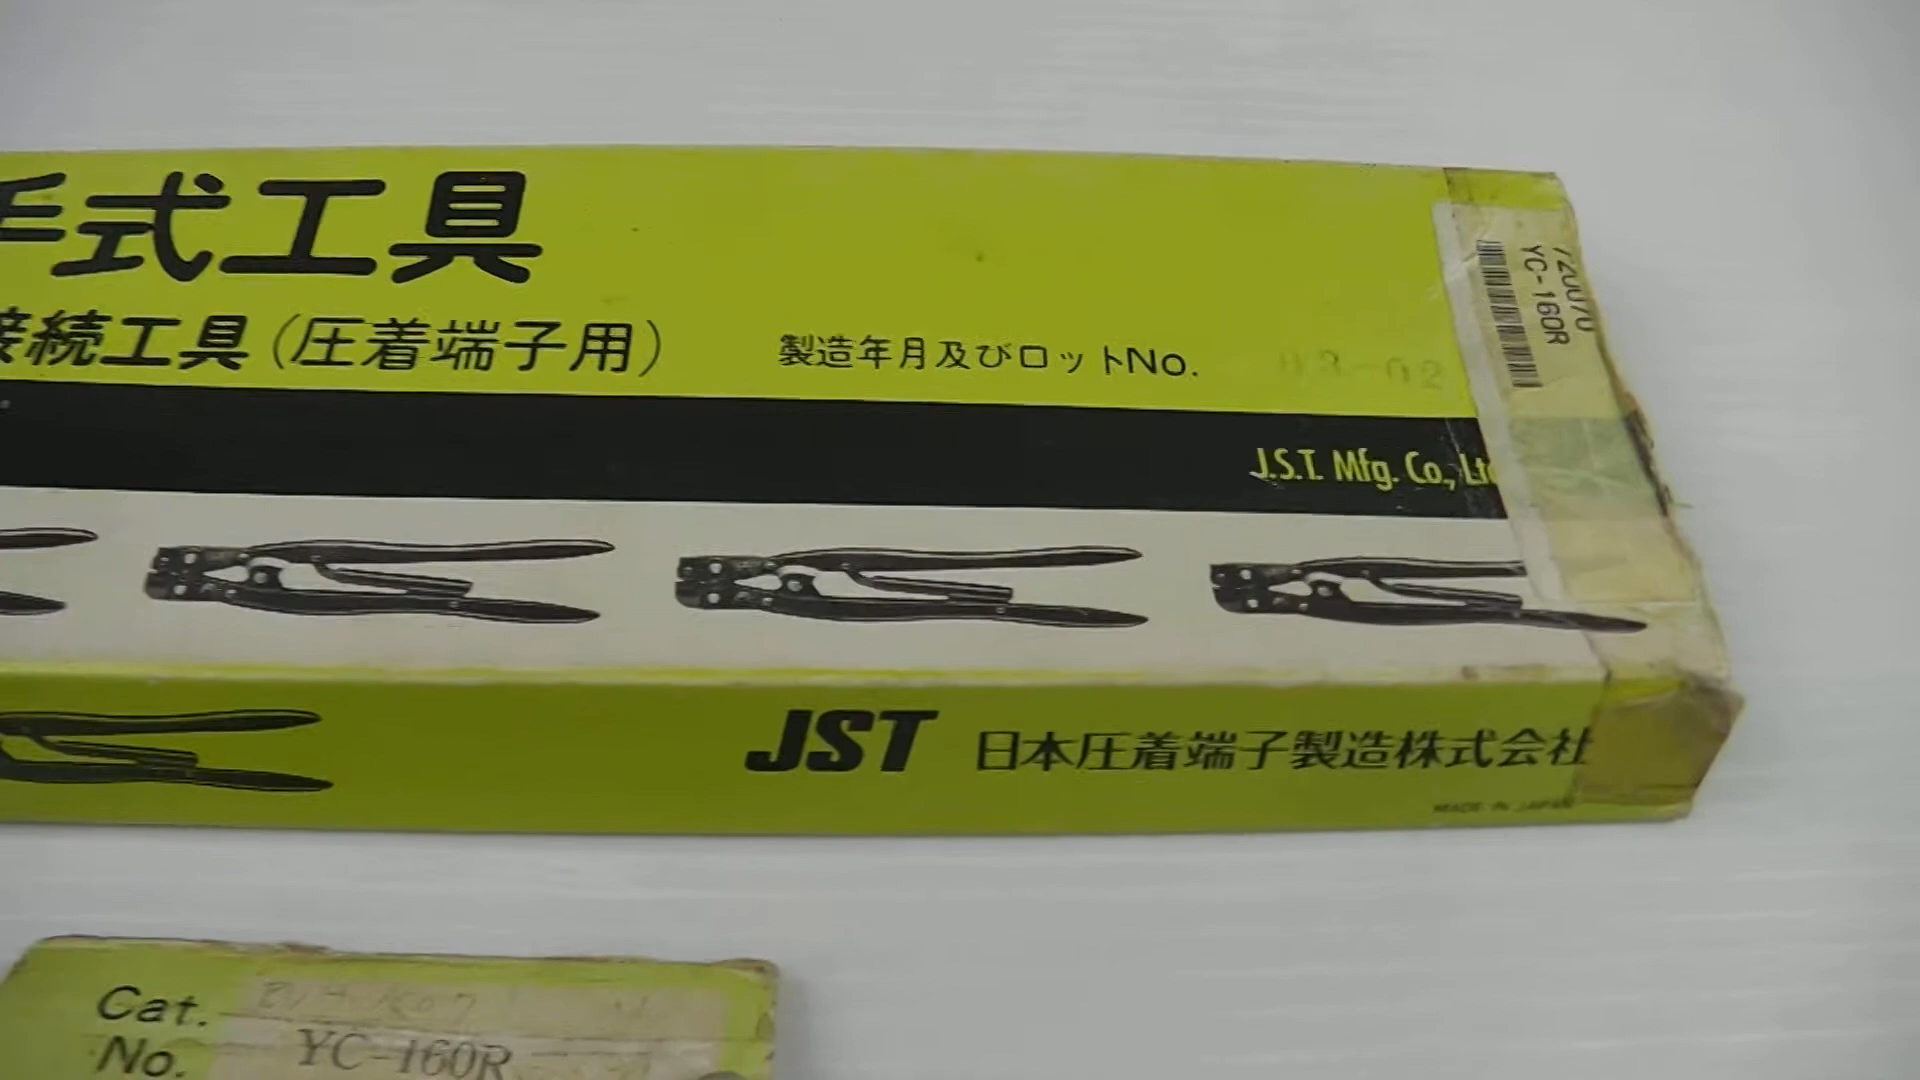 手式工具
接続工具(圧着端子用)
製造年月及びロットNo. 93-02
YC-160R
J.S.T. Mfg. Co., Ltd
JST 日本圧着端子製造株式会社
MADE IN JAPAN
Cat.
No. YC-160R